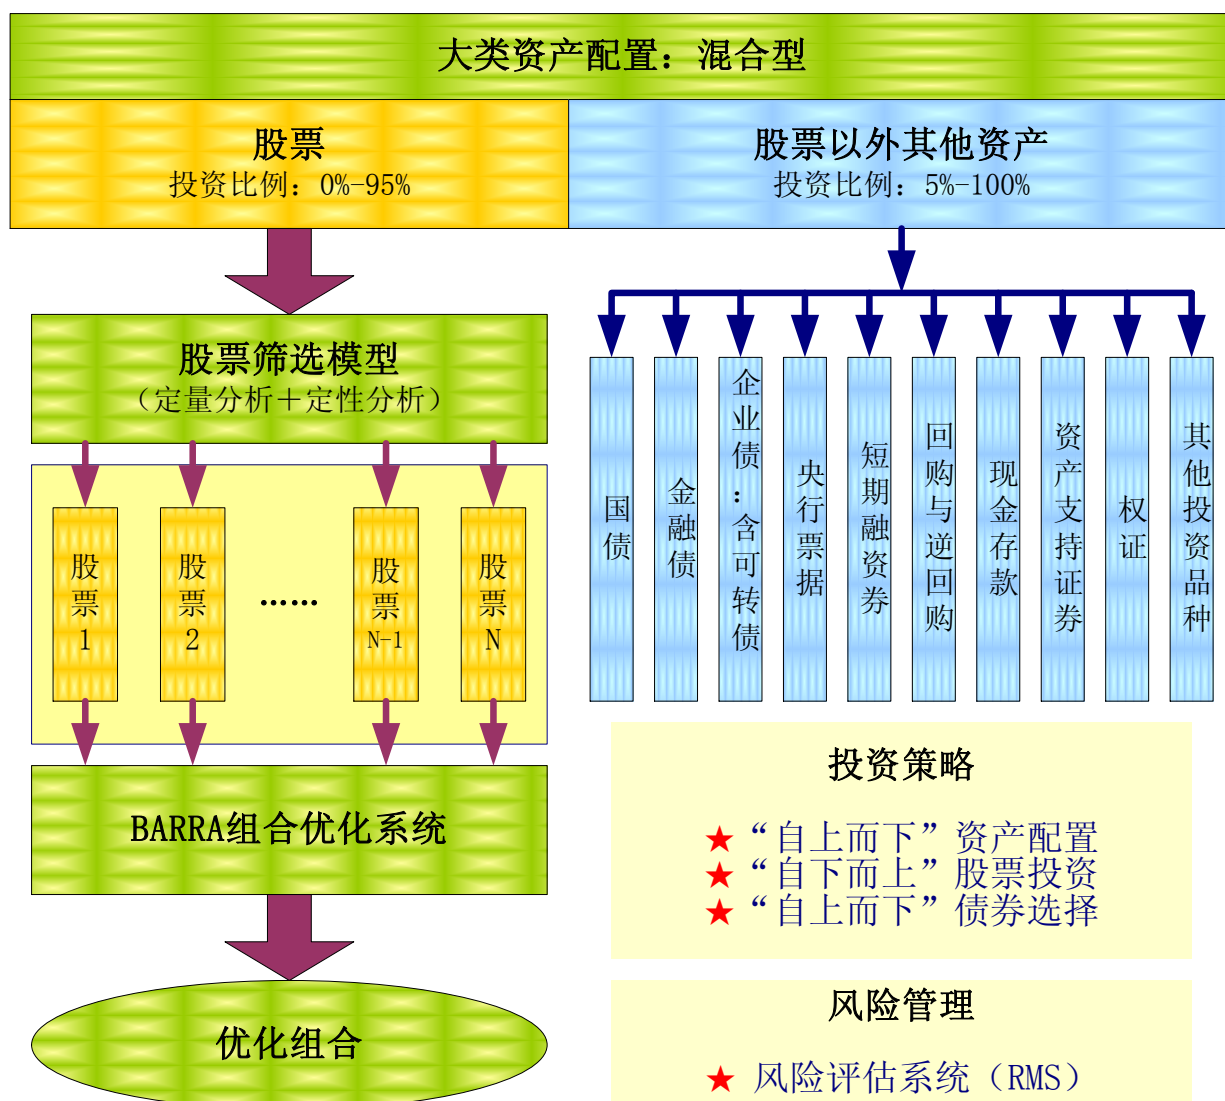 大类资产配置：混合型
股票
投资比例：0%-95%
股票以外其他资产
投资比例：5%-100%
股票筛选模型
（定量分析＋定性分析）
股票1
股票2
……
股票N-1
股票N
BARRA组合优化系统
优化组合
国债
金融债
企业债：含可转债
央行票据
短期融资券
回购与逆回购
现金存款
资产支持证券
权证
其他投资品种
投资策略
★“自上而下”资产配置
★“自下而上”股票投资
★“自上而下”债券选择
风险管理
★ 风险评估系统（RMS）